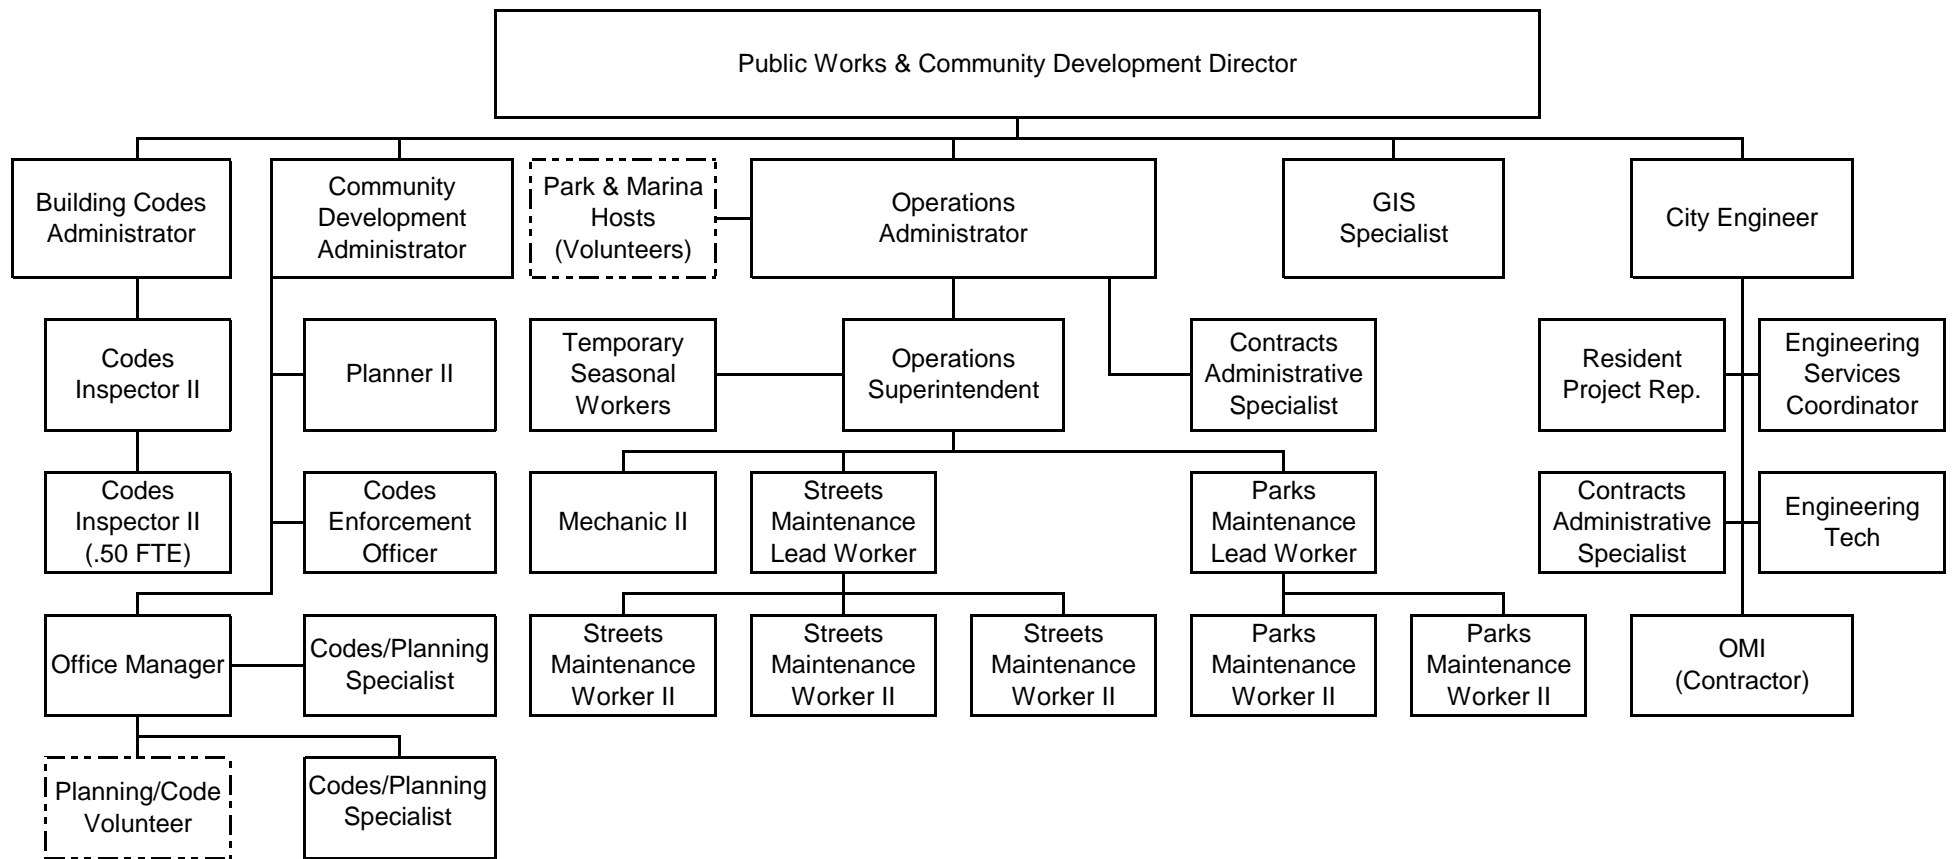 Public Works & Community Development Director
Building Codes
Administrator
Community
Development
Administrator
Park & Marina
Hosts
(Volunteers)
Operations
Administrator
GIS
Specialist
City Engineer
Codes
Inspector II
Planner II
Temporary
Seasonal
Workers
Operations
Superintendent
Contracts
Administrative
Specialist
Resident
Project Rep.
Engineering
Services
Coordinator
Codes
Inspector II
(.50 FTE)
Codes
Enforcement
Officer
Mechanic II
Streets
Maintenance
Lead Worker
Parks
Maintenance
Lead Worker
Contracts
Administrative
Specialist
Engineering
Tech
Office Manager
Codes/Planning
Specialist
Streets
Maintenance
Worker II
Streets
Maintenance
Worker II
Streets
Maintenance
Worker II
Parks
Maintenance
Worker II
Parks
Maintenance
Worker II
OMI
(Contractor)
Planning/Code
Volunteer
Codes/Planning
Specialist